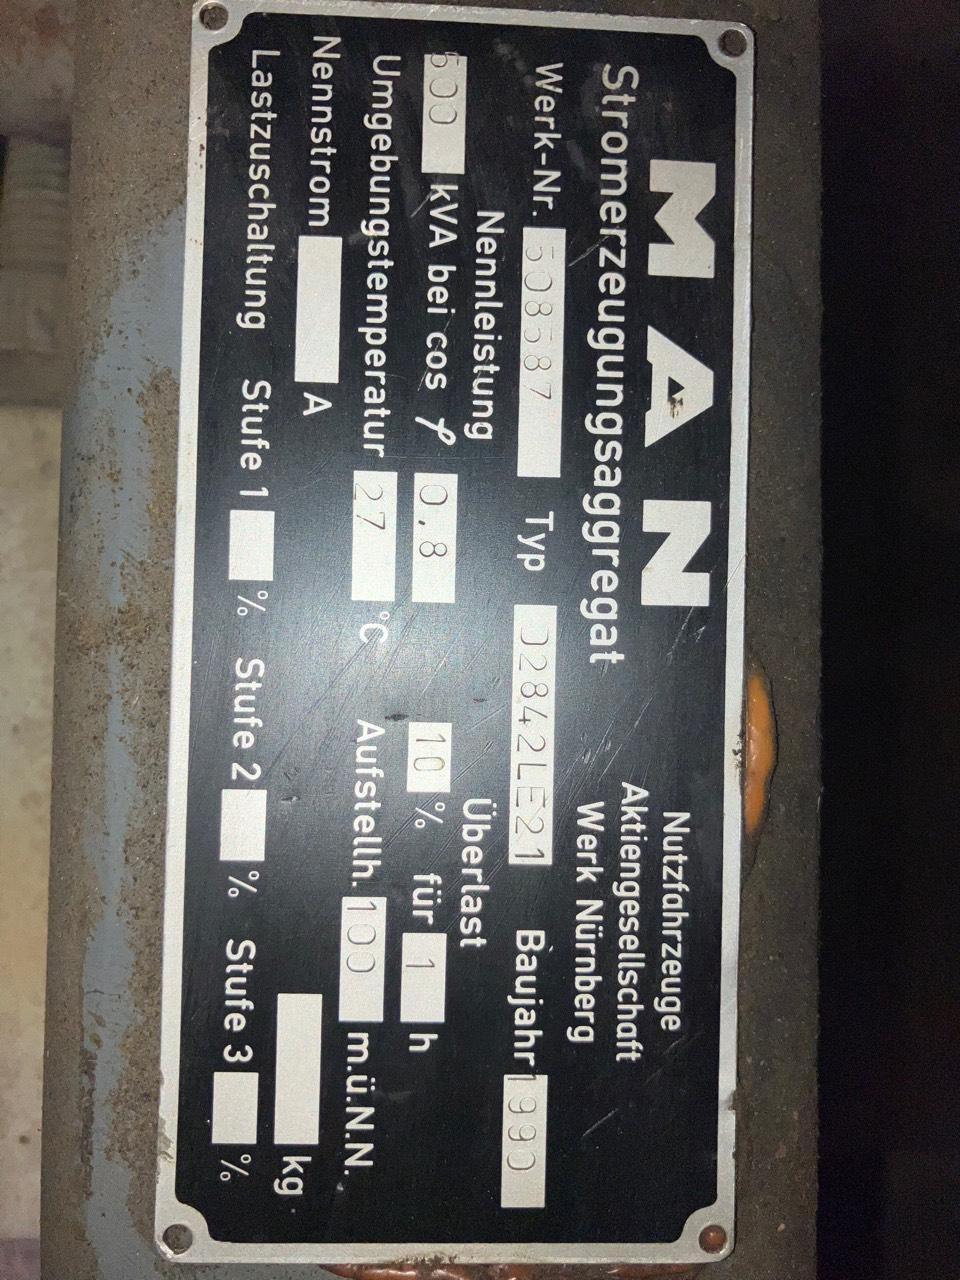 MAN
Nutzfahrzeuge
Aktiengesellschaft
Werk Nürnberg
Stromerzeugungsaggregat
Werk-Nr. 508587 Typ D2842LE21 Baujahr 1990
Nennleistung Überlast
500 kVA bei cos φ 0.8 10 % für 1 h
Umgebungstemperatur 27 °C Aufstellh. 100 m.ü.N.N.
Nennstrom A kg
Lastzuschaltung Stufe 1 % Stufe 2 % Stufe 3 %